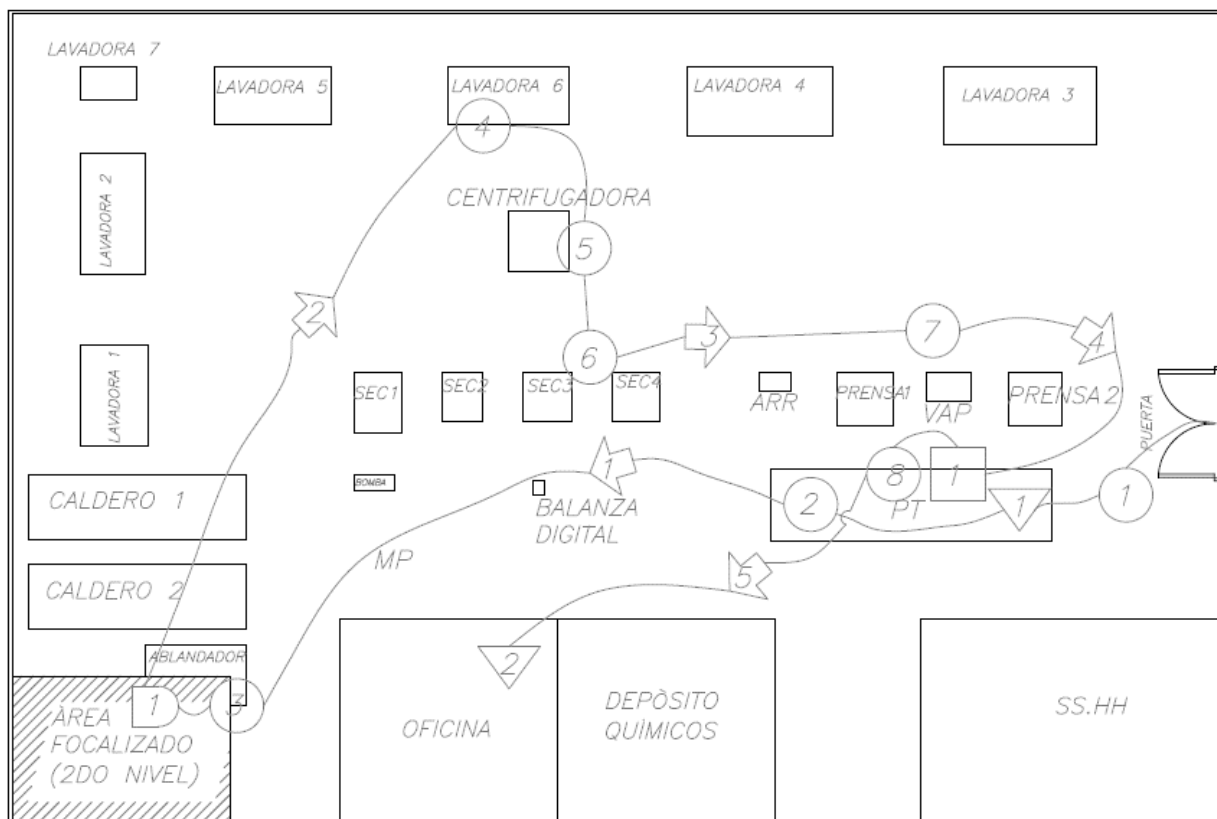 LAVADORA 7
LAVADORA 5
LAVADORA 6
LAVADORA 4
LAVADORA 3
4
LAVADORA 2
CENTRIFUGADORA
5
2
3
7
4
6
LAVADORA 1
SEC1
SEC2
SEC3
SEC4
ARR
PRENSA1
VAP
PRENSA2
PUERTA
1
8
1
BOMBA
CALDERO 1
BALANZA
DIGITAL
2
PT
1
1
MP
5
CALDERO 2
ABLANDADOR
2
1
3
ÀREA
FOCALIZADO
(2DO NIVEL)
OFICINA
DEPÒSITO
QUÌMICOS
SS.HH